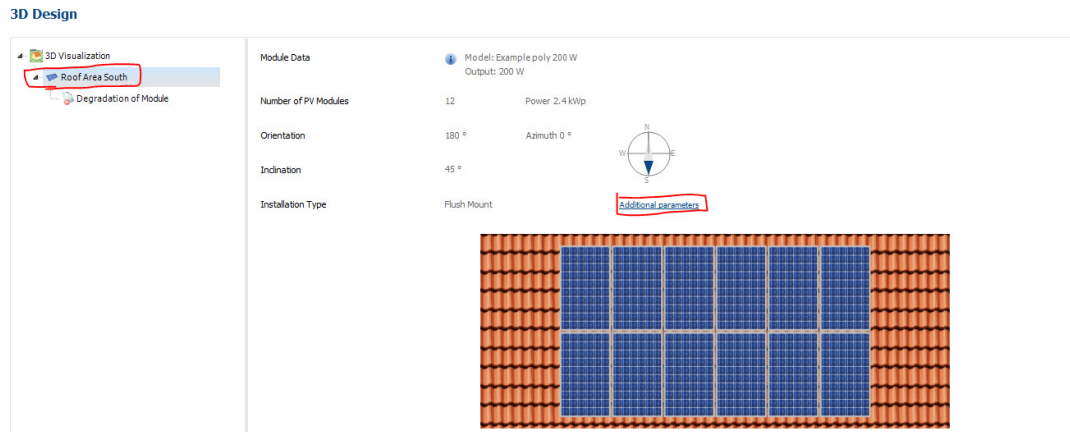 3D Design
3D Visualization
Roof Area South
Degradation of Module
Module Data
Model: Example poly 200 W
Output: 200 W
Number of PV Modules
12
Power 2.4 kWp
Orientation
180 °
Azimuth 0 °
N
W
E
S
Inclination
45 °
Installation Type
Flush Mount
Additional parameters